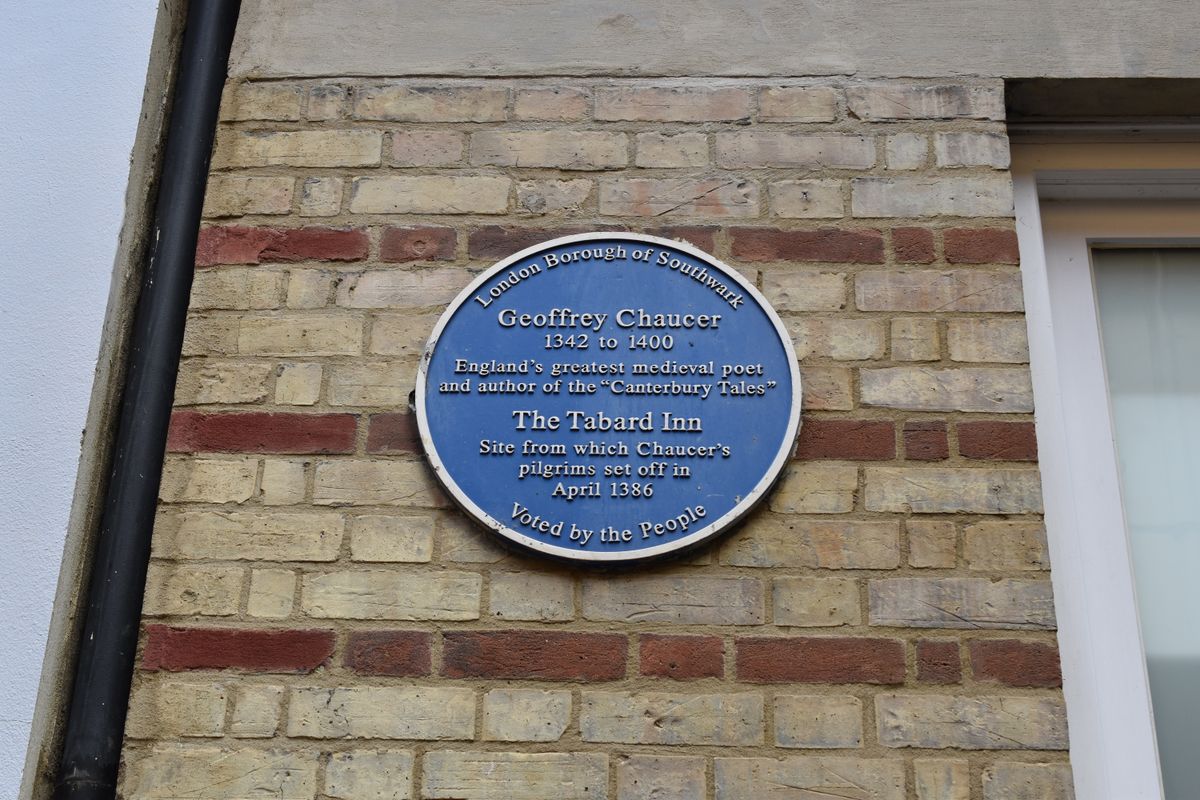 London Borough of Southwark
Geoffrey Chaucer
1342 to 1400
England's greatest medieval poet
and author of the "Canterbury Tales"
The Tabard Inn
Site from which Chaucer's
pilgrims set off in
April 1386
Voted by the People